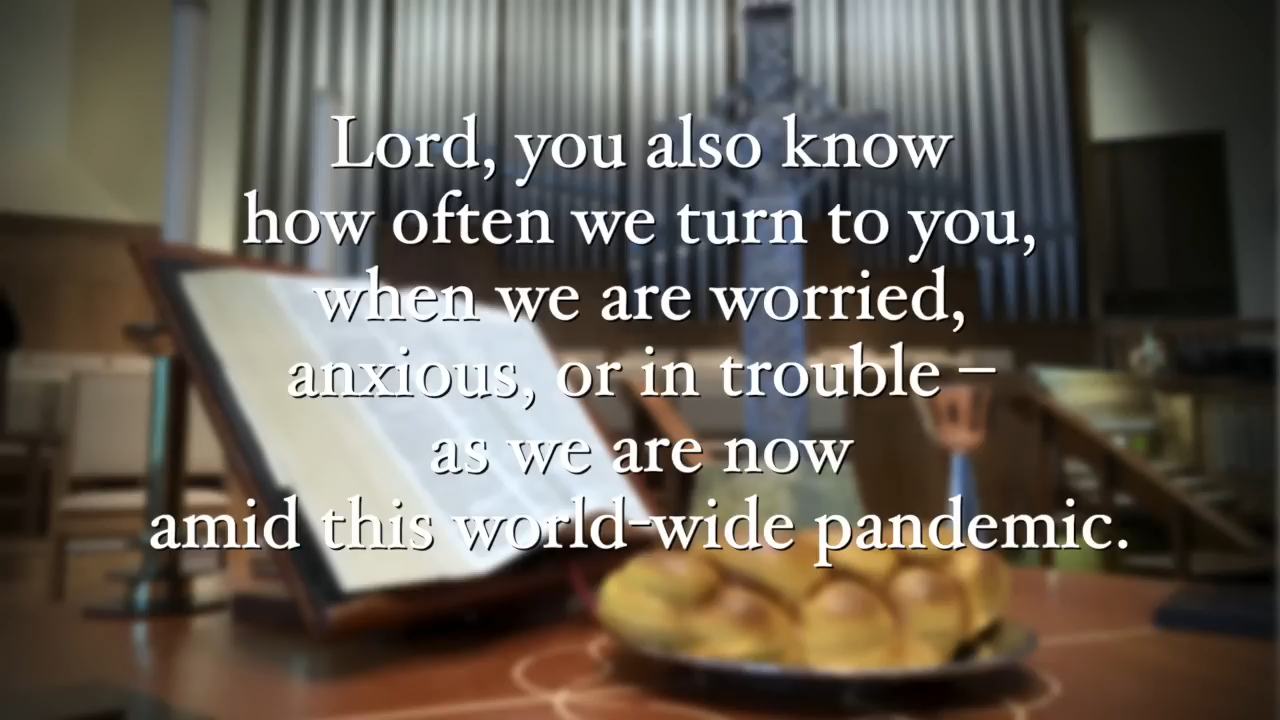 Lord, you also know
how often we turn to you,
when we are worried,
anxious, or in trouble –
as we are now
amid this world-wide pandemic.